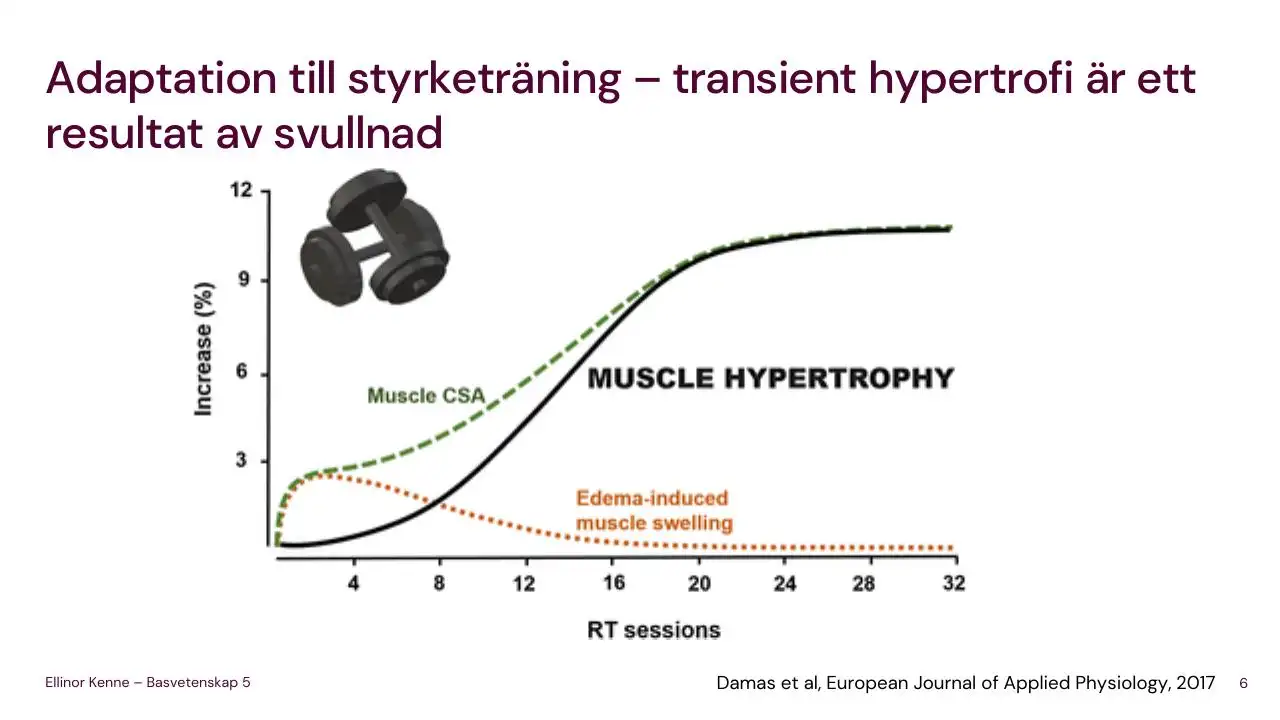 Adaptation till styrketräning – transient hypertrofi är ett
resultat av svullnad
12
9
6
3
Increase (%)
Muscle CSA
MUSCLE HYPERTROPHY
Edema-induced
muscle swelling
4 8 12 16 20 24 28 32
RT sessions
Ellinor Kenne – Basvetenskap 5
Damas et al, European Journal of Applied Physiology, 2017
6